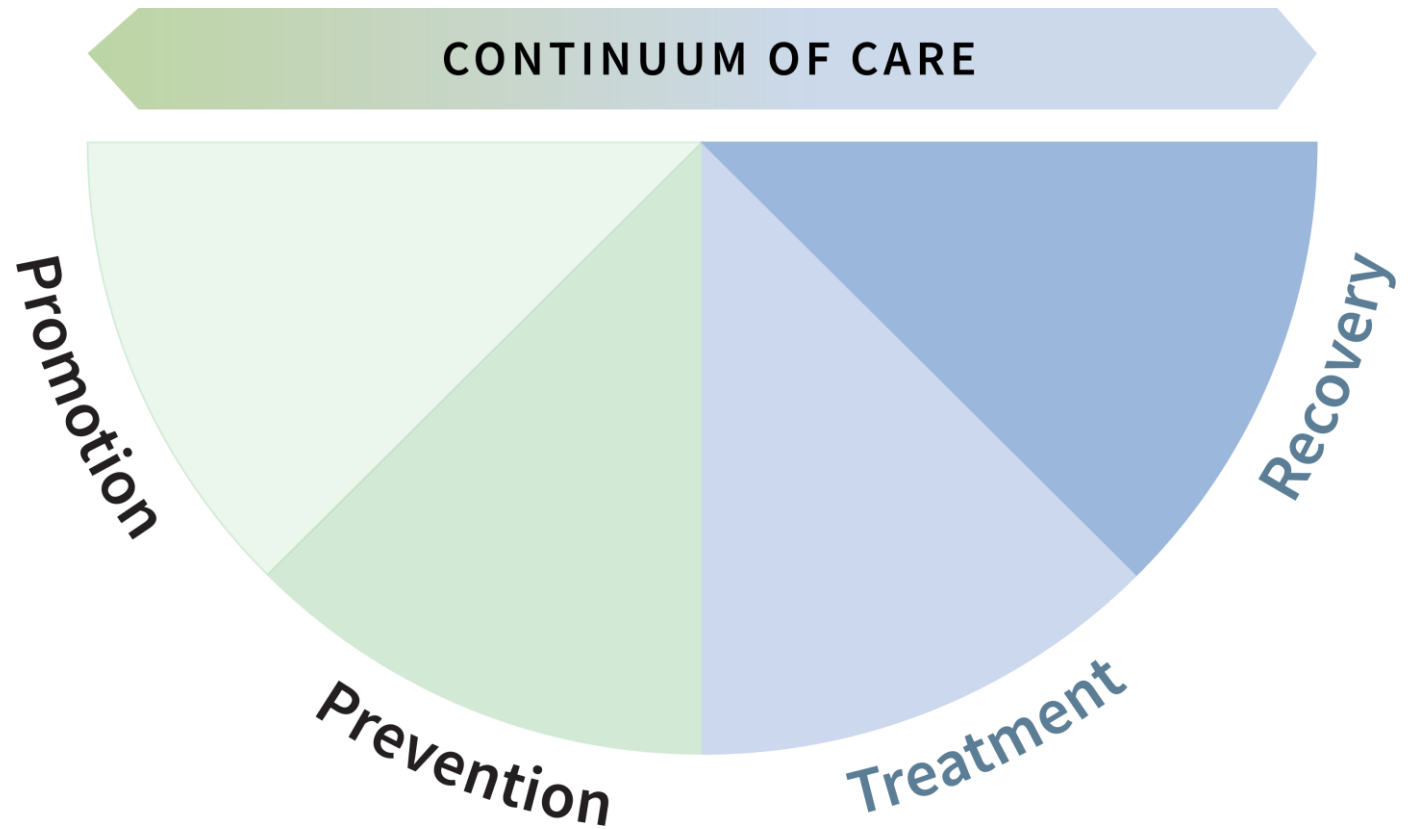 CONTINUUM OF CARE
Promotion
Prevention
Treatment
Recovery